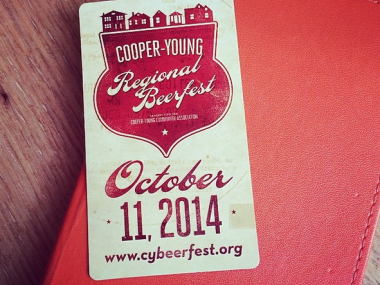 COOPER-YOUNG
Regional
Beerfest
COOPER-YOUNG COMMUNITY ASSOCIATION
October
11, 2014
www.cybeerfest.org